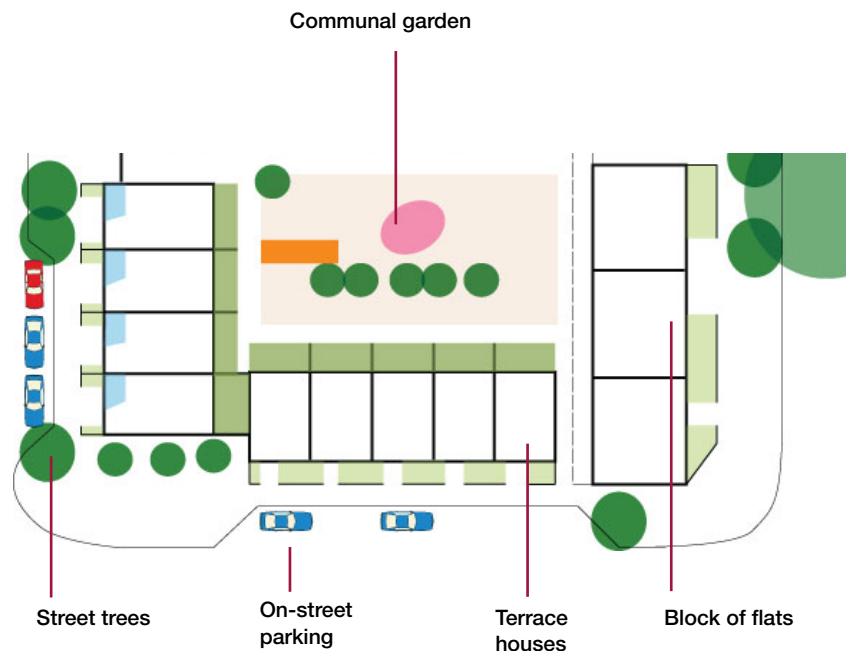 Communal garden
Street trees
On-street
parking
Terrace
houses
Block of flats